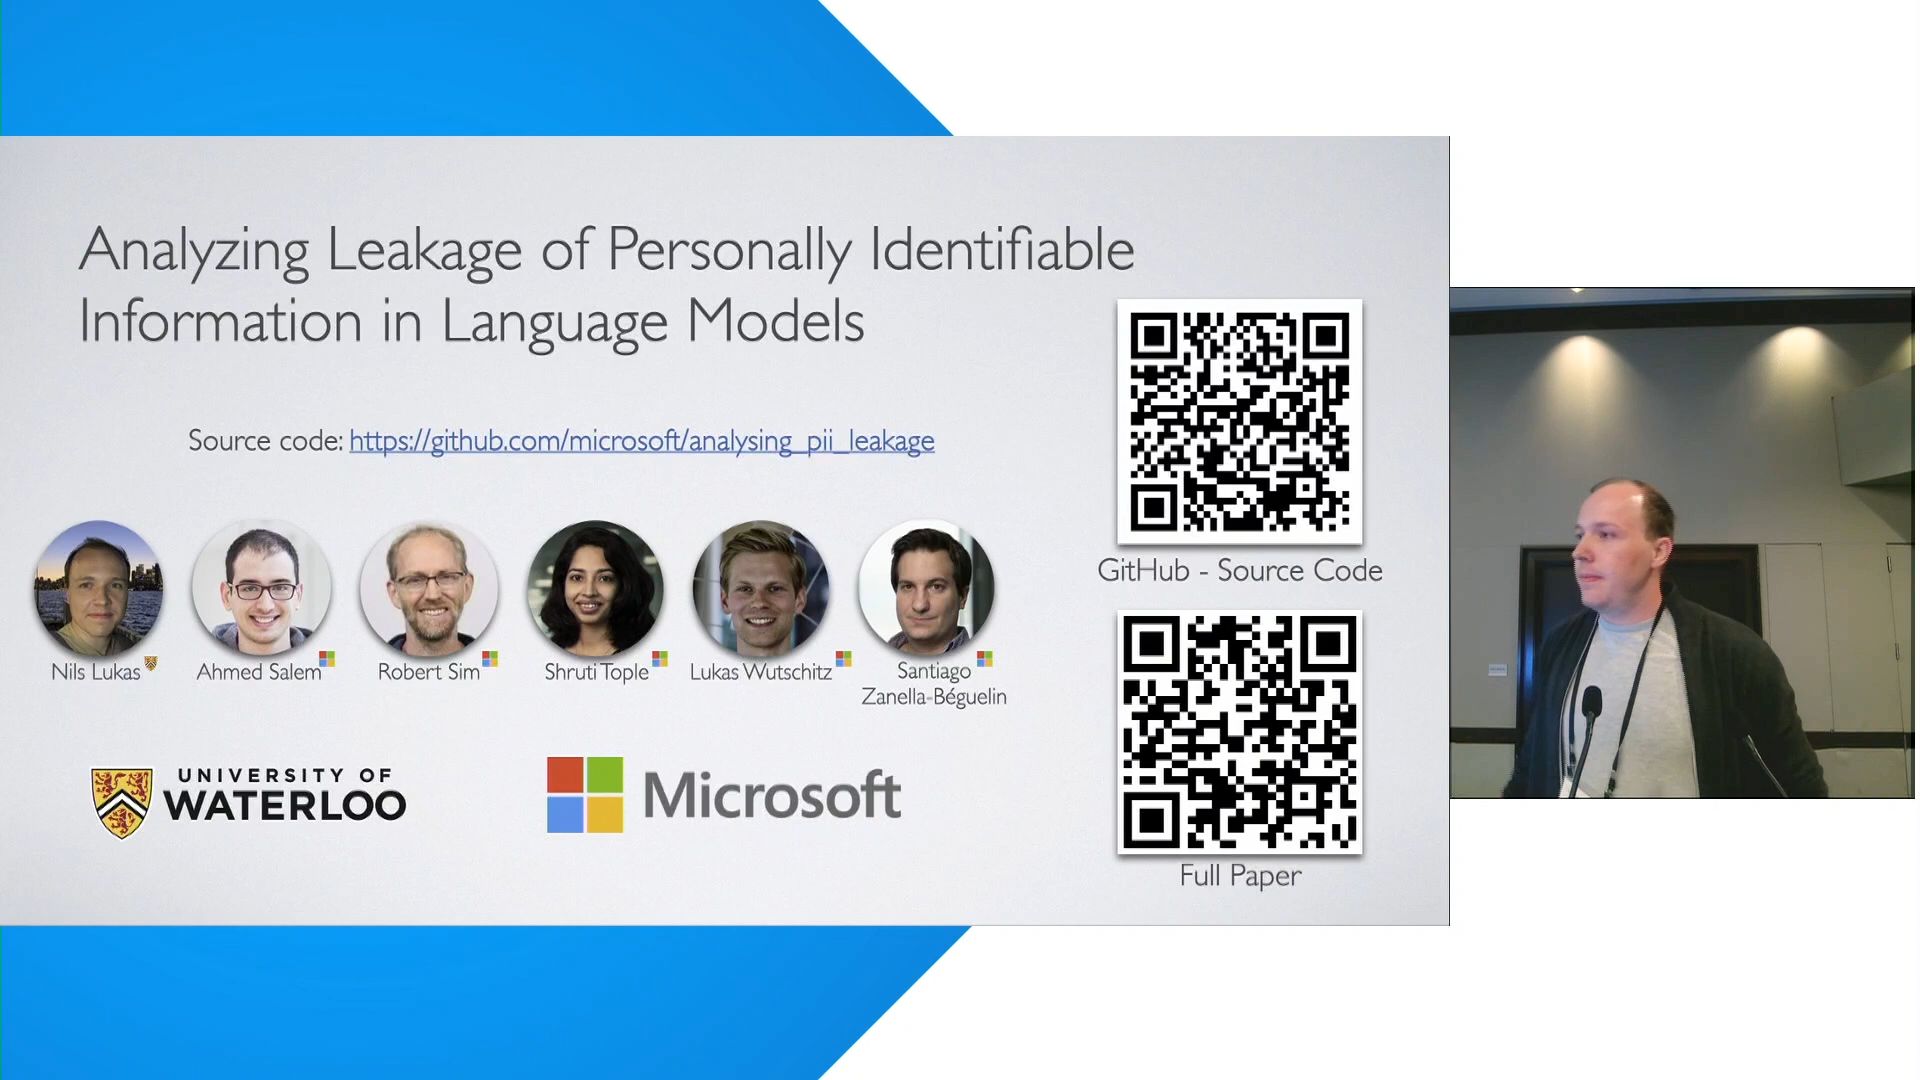 Analyzing Leakage of Personally Identifiable
Information in Language Models
Source code: https://github.com/microsoft/analysing_pii_leakage
GitHub - Source Code
Nils Lukas
Ahmed Salem
Robert Sim
Shruti Tople
Lukas Wutschitz
Santiago
Zanella-Béguelin
UNIVERSITY OF
WATERLOO
Microsoft
Full Paper